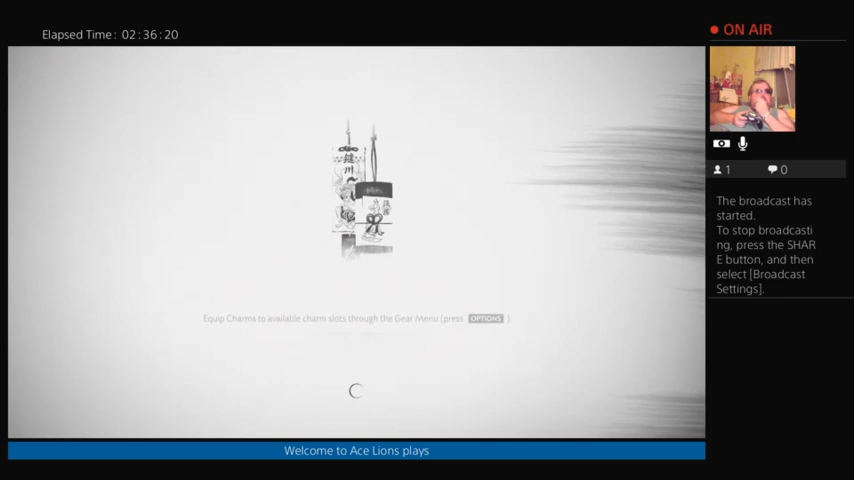 Elapsed Time: 02:36:20
ON AIR
1
0
The broadcast has
started.
To stop broadcasti
ng, press the SHAR
E button, and then
select [Broadcast
Settings].
Equip Charms to available charm slots through the Gear Menu (press OPTIONS )
Welcome to Ace Lions plays